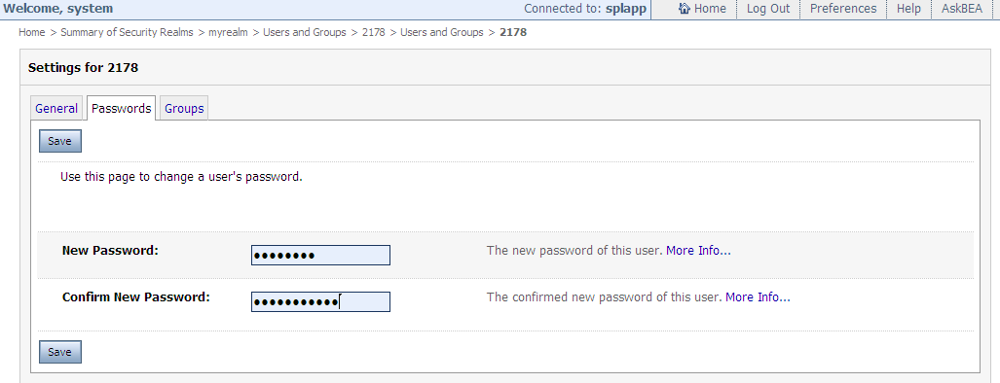 Welcome, system Connected to: splapp Home Log Out Preferences Help AskBEA
Home > Summary of Security Realms > myrealm > Users and Groups > 2178 > Users and Groups > 2178
Settings for 2178
General Passwords Groups
Save
Use this page to change a user's password.
New Password: •••••••• The new password of this user. More Info...
Confirm New Password: ••••••••••• The confirmed new password of this user. More Info...
Save